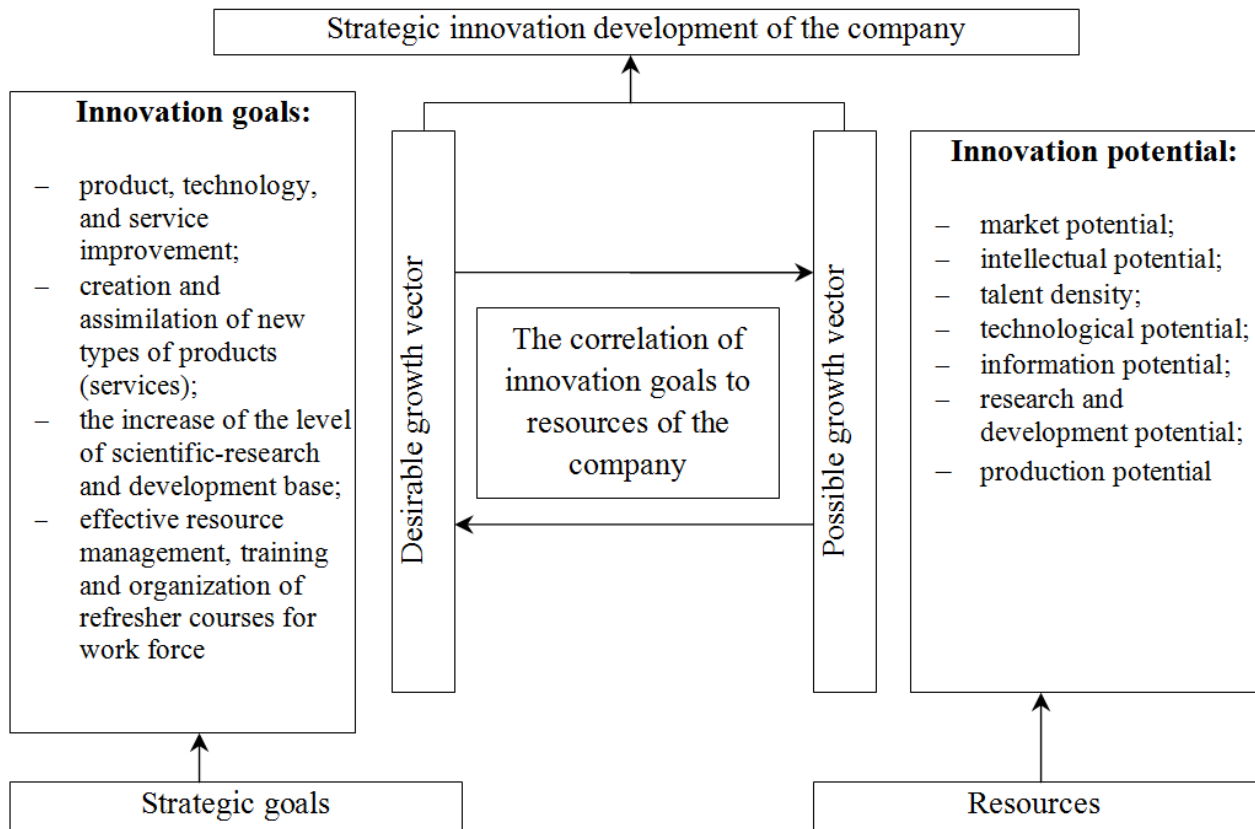 Strategic innovation development of the company
Innovation goals:
– product, technology,
and service
improvement;
– creation and
assimilation of new
types of products
(services);
– the increase of the level
of scientific-research
and development base;
– effective resource
management, training
and organization of
refresher courses for
work force
Desirable growth vector
The correlation of
innovation goals to
resources of the
company
Possible growth vector
Innovation potential:
– market potential;
– intellectual potential;
– talent density;
– technological potential;
– information potential;
– research and
development potential;
– production potential
Strategic goals
Resources